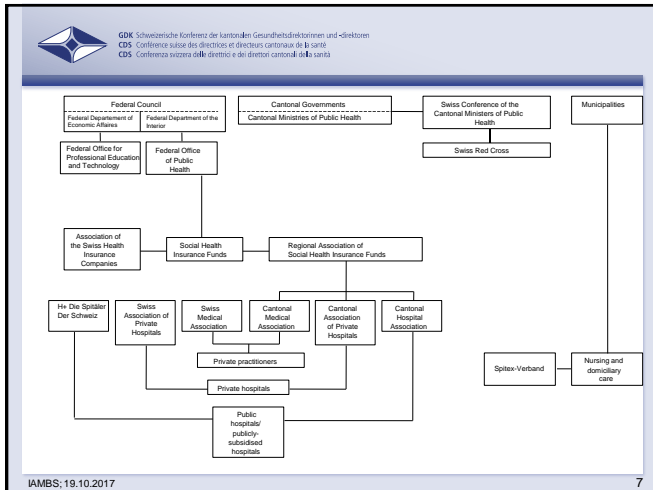 GDK Schweizerische Konferenz der kantonalen Gesundheitsdirektorinnen und -direktoren
CDS Conférence suisse des directrices et directeurs cantonaux de la santé
CDS Conferenza svizzera delle direttrici e dei direttori cantonali della sanità
Federal Council
Federal Departement of
Economic Affaires
Federal Department of the
Interior
Cantonal Governments
Cantonal Ministries of Public Health
Swiss Conference of the
Cantonal Ministers of Public
Health
Municipalities
Federal Office for
Professional Education
and Technology
Federal Office
of Public
Health
Swiss Red Cross
Association of
the Swiss Health
Insurance
Companies
Social Health
Insurance Funds
Regional Association of
Social Health Insurance Funds
H+ Die Spitäler
Der Schweiz
Swiss
Association of
Private
Hospitals
Swiss
Medical
Association
Cantonal
Medical
Association
Cantonal
Association
of Private
Hospitals
Cantonal
Hospital
Association
Private practitioners
Private hospitals
Spitex-Verband
Nursing and
domiciliary
care
Public
hospitals/
publicly-
subsidised
hospitals
IAMBS; 19.10.2017
7